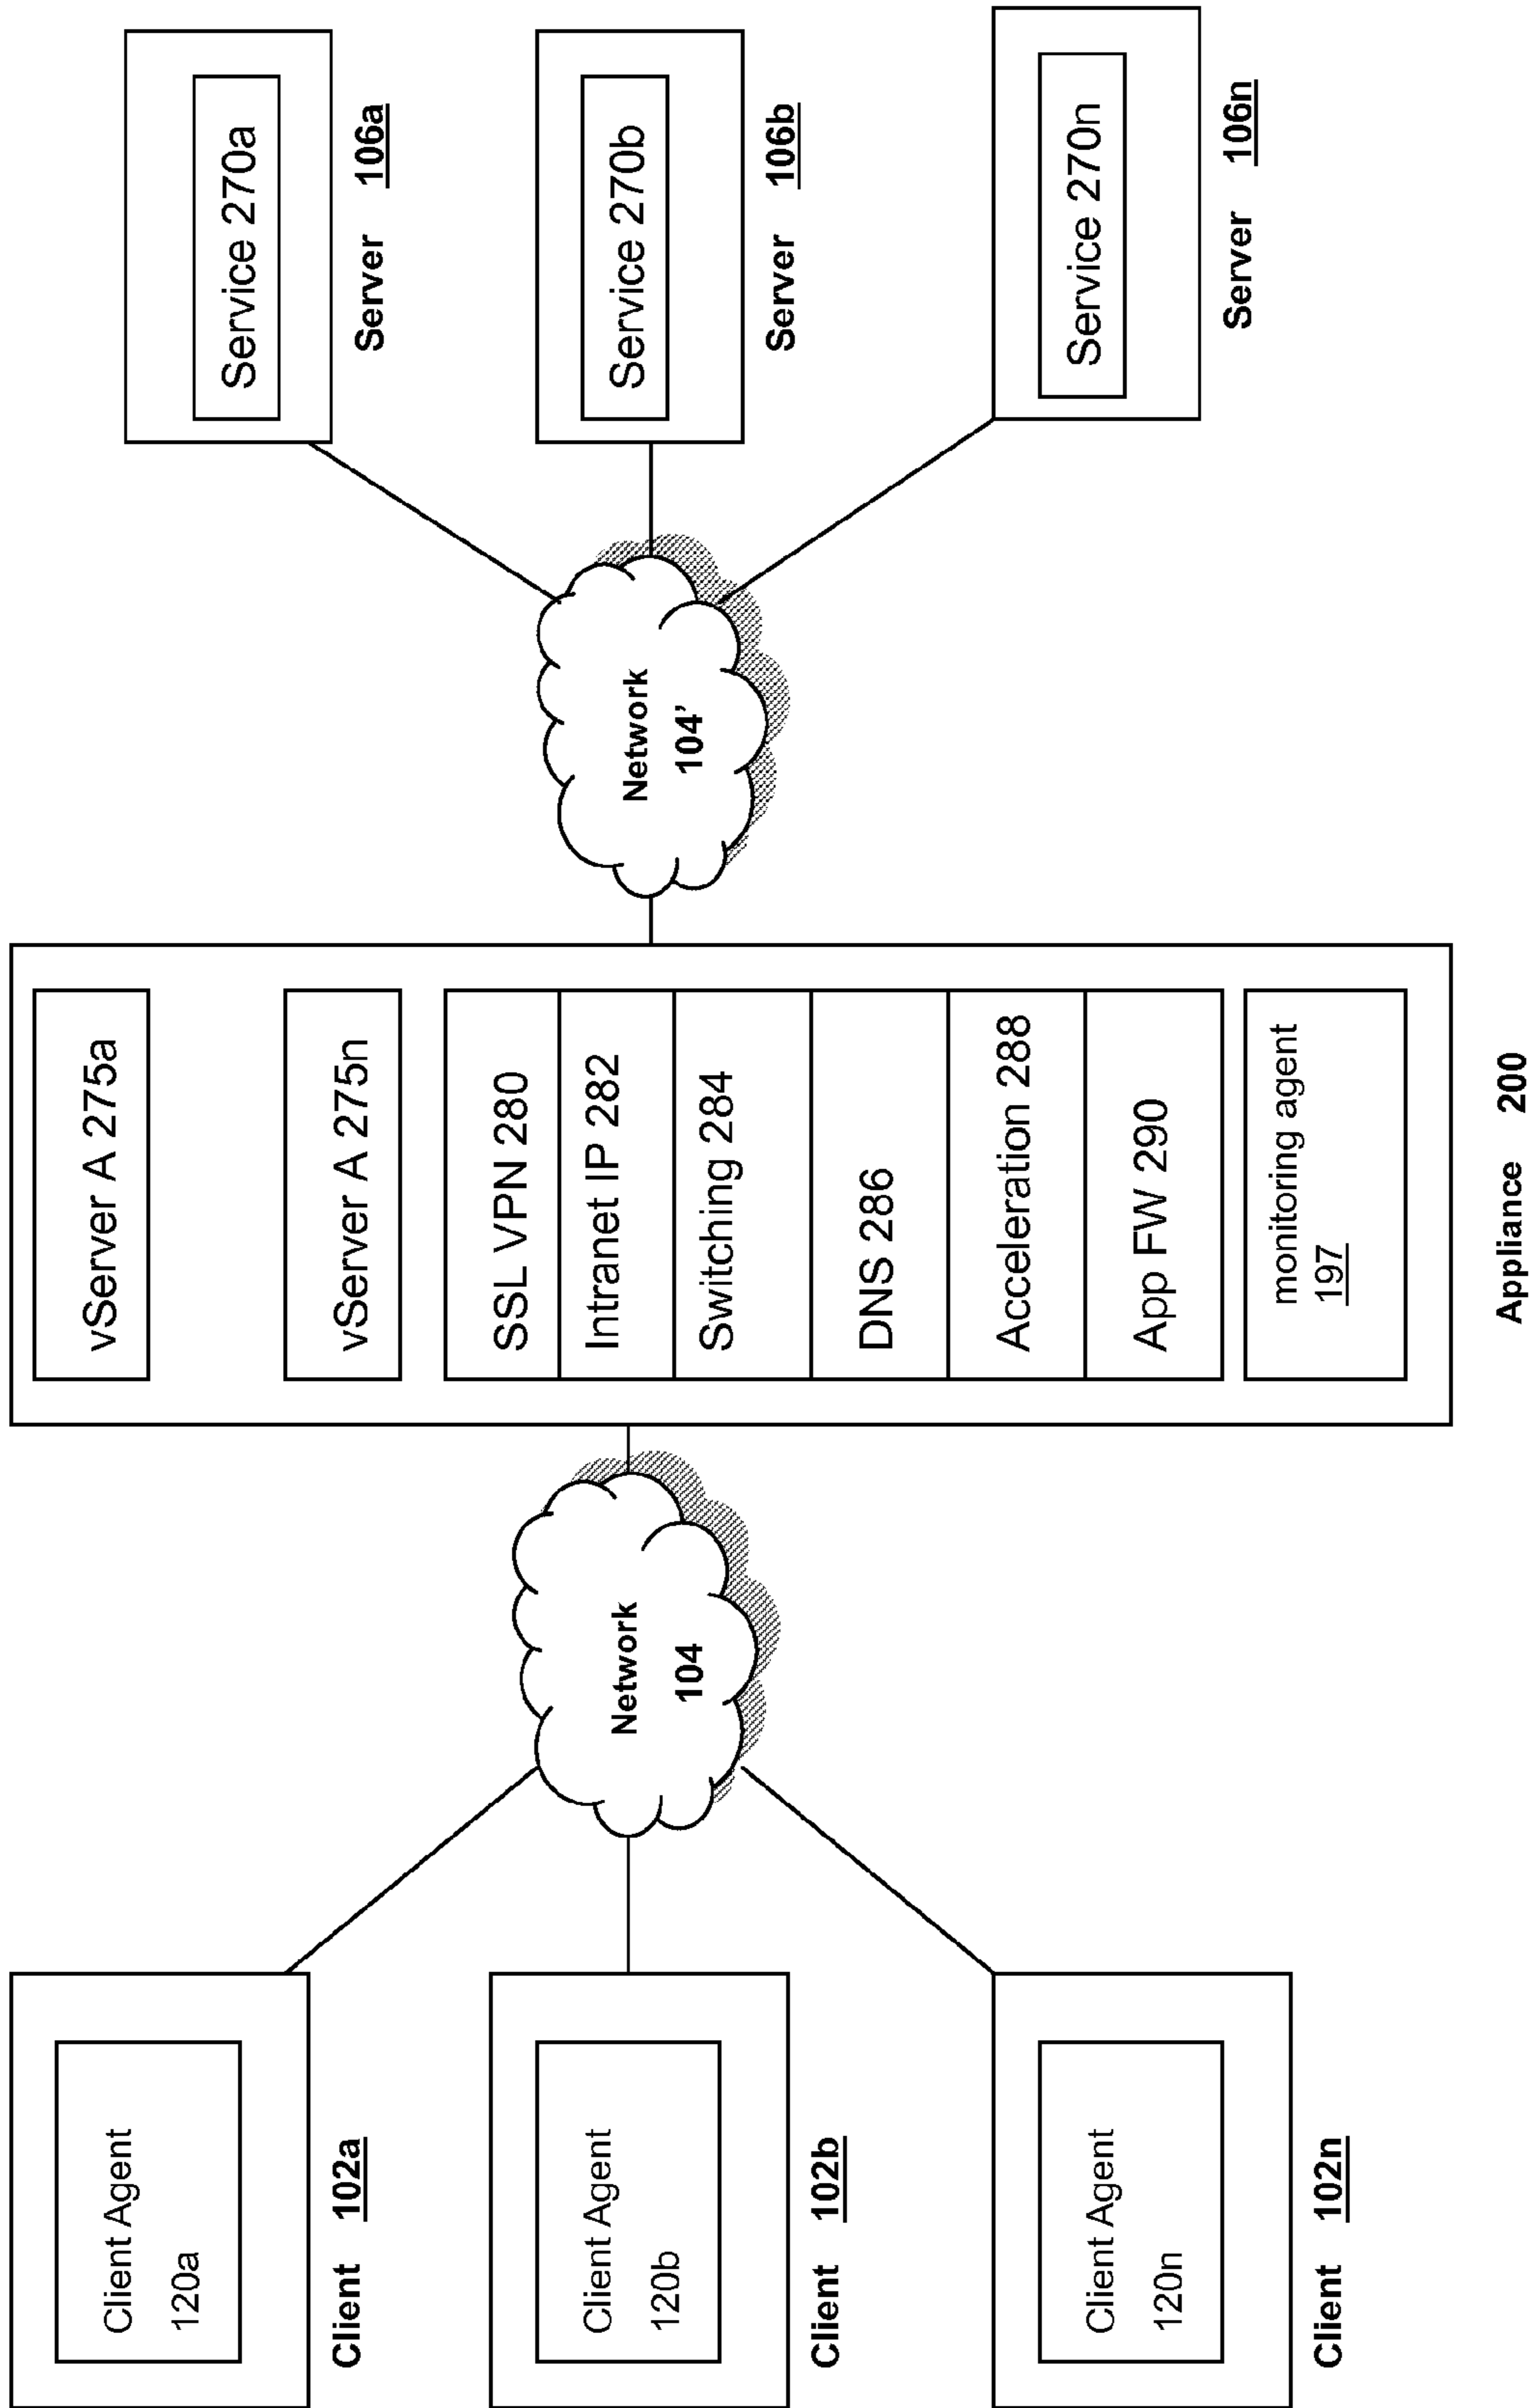 Client Agent
120a
Client 102a
Client Agent
120b
Client 102b
Client Agent
120n
Client 102n
Network
104
vServer A 275a
vServer A 275n
SSL VPN 280
Intranet IP 282
Switching 284
DNS 286
Acceleration 288
App FW 290
monitoring agent
197
Appliance 200
Network
104’
Service 270a
Server 106a
Service 270b
Server 106b
Service 270n
Server 106n